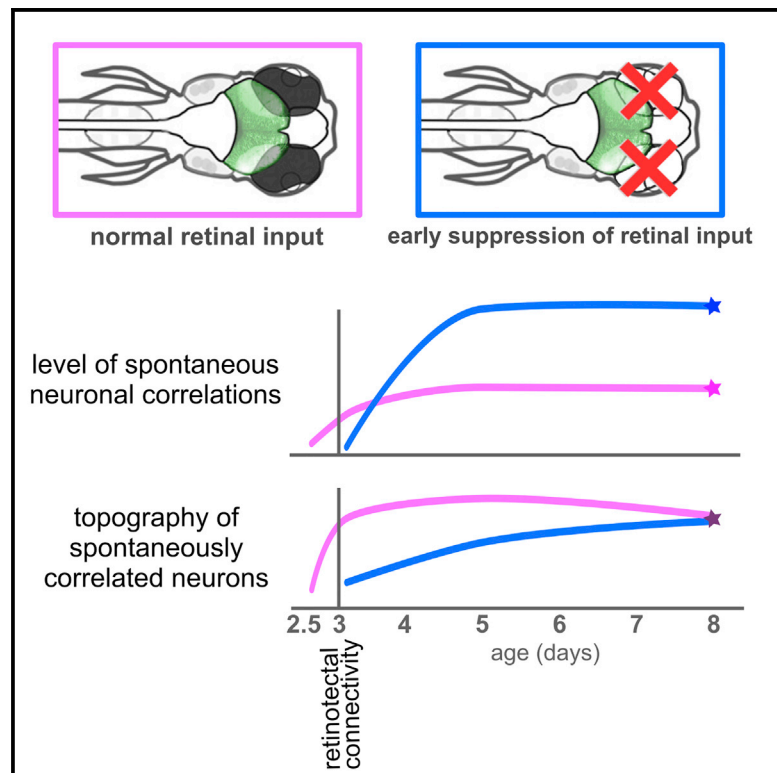 normal retinal input
early suppression of retinal input
level of spontaneous
neuronal correlations
topography of
spontaneously
correlated neurons
2.5 3 4 5 6 7 8
age (days)
retinotectal
connectivity